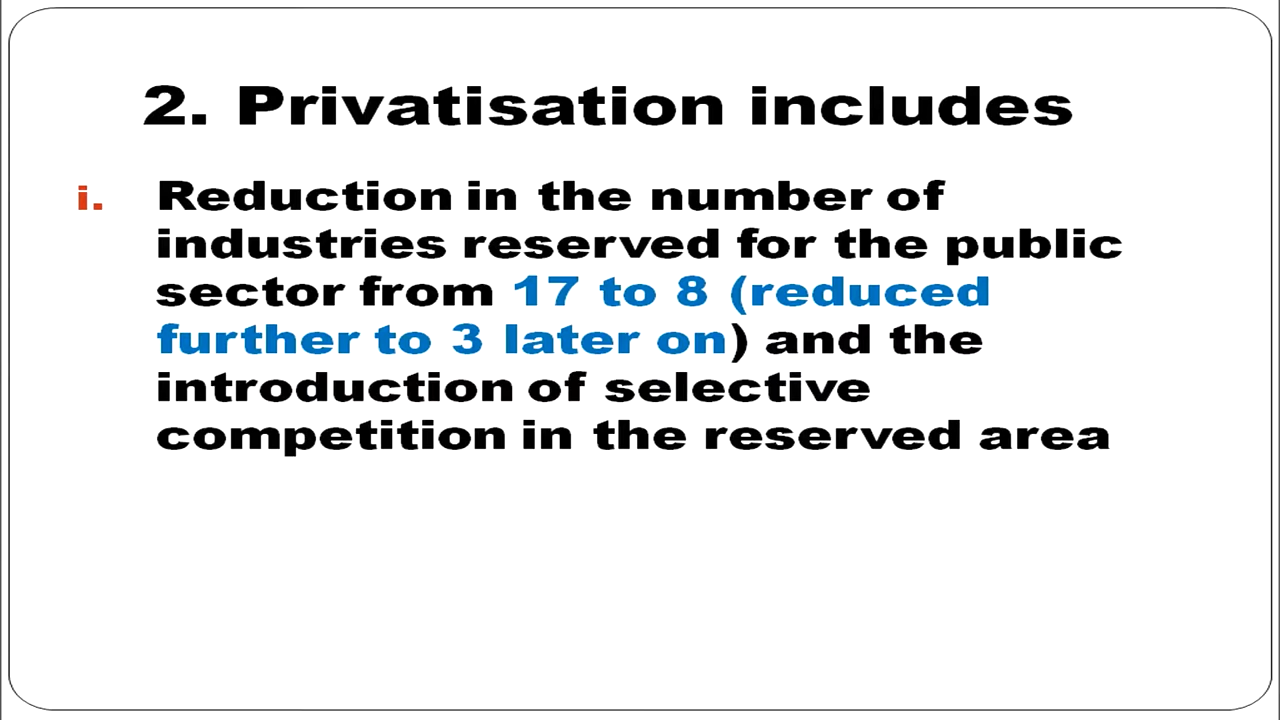 2. Privatisation includes
i. Reduction in the number of
industries reserved for the public
sector from 17 to 8 (reduced
further to 3 later on) and the
introduction of selective
competition in the reserved area